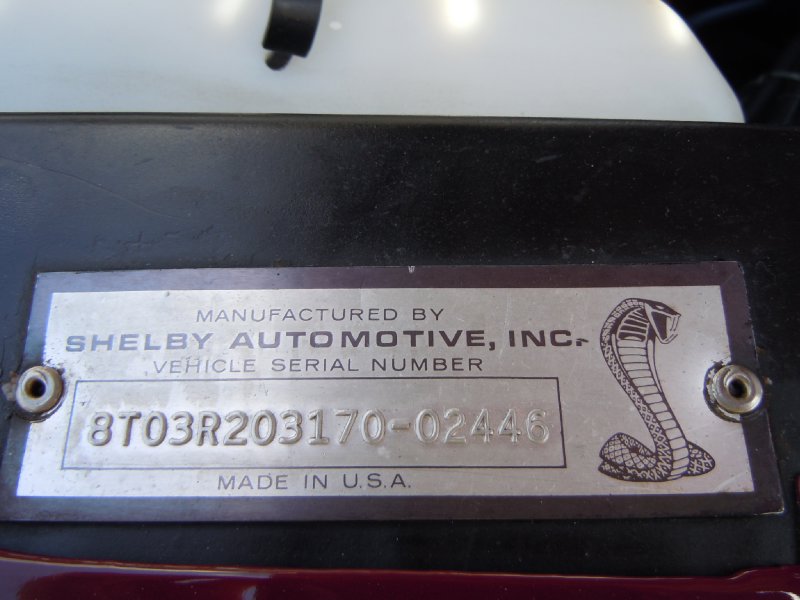 MANUFACTURED BY
SHELBY AUTOMOTIVE, INC.
VEHICLE SERIAL NUMBER
8T03R203170-02446
MADE IN U.S.A.